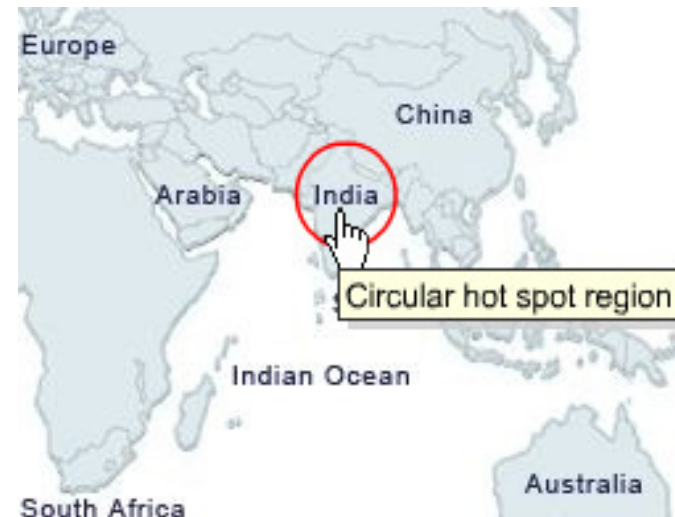 Europe
China
Arabia
India
Circular hot spot region
Indian Ocean
Australia
South Africa